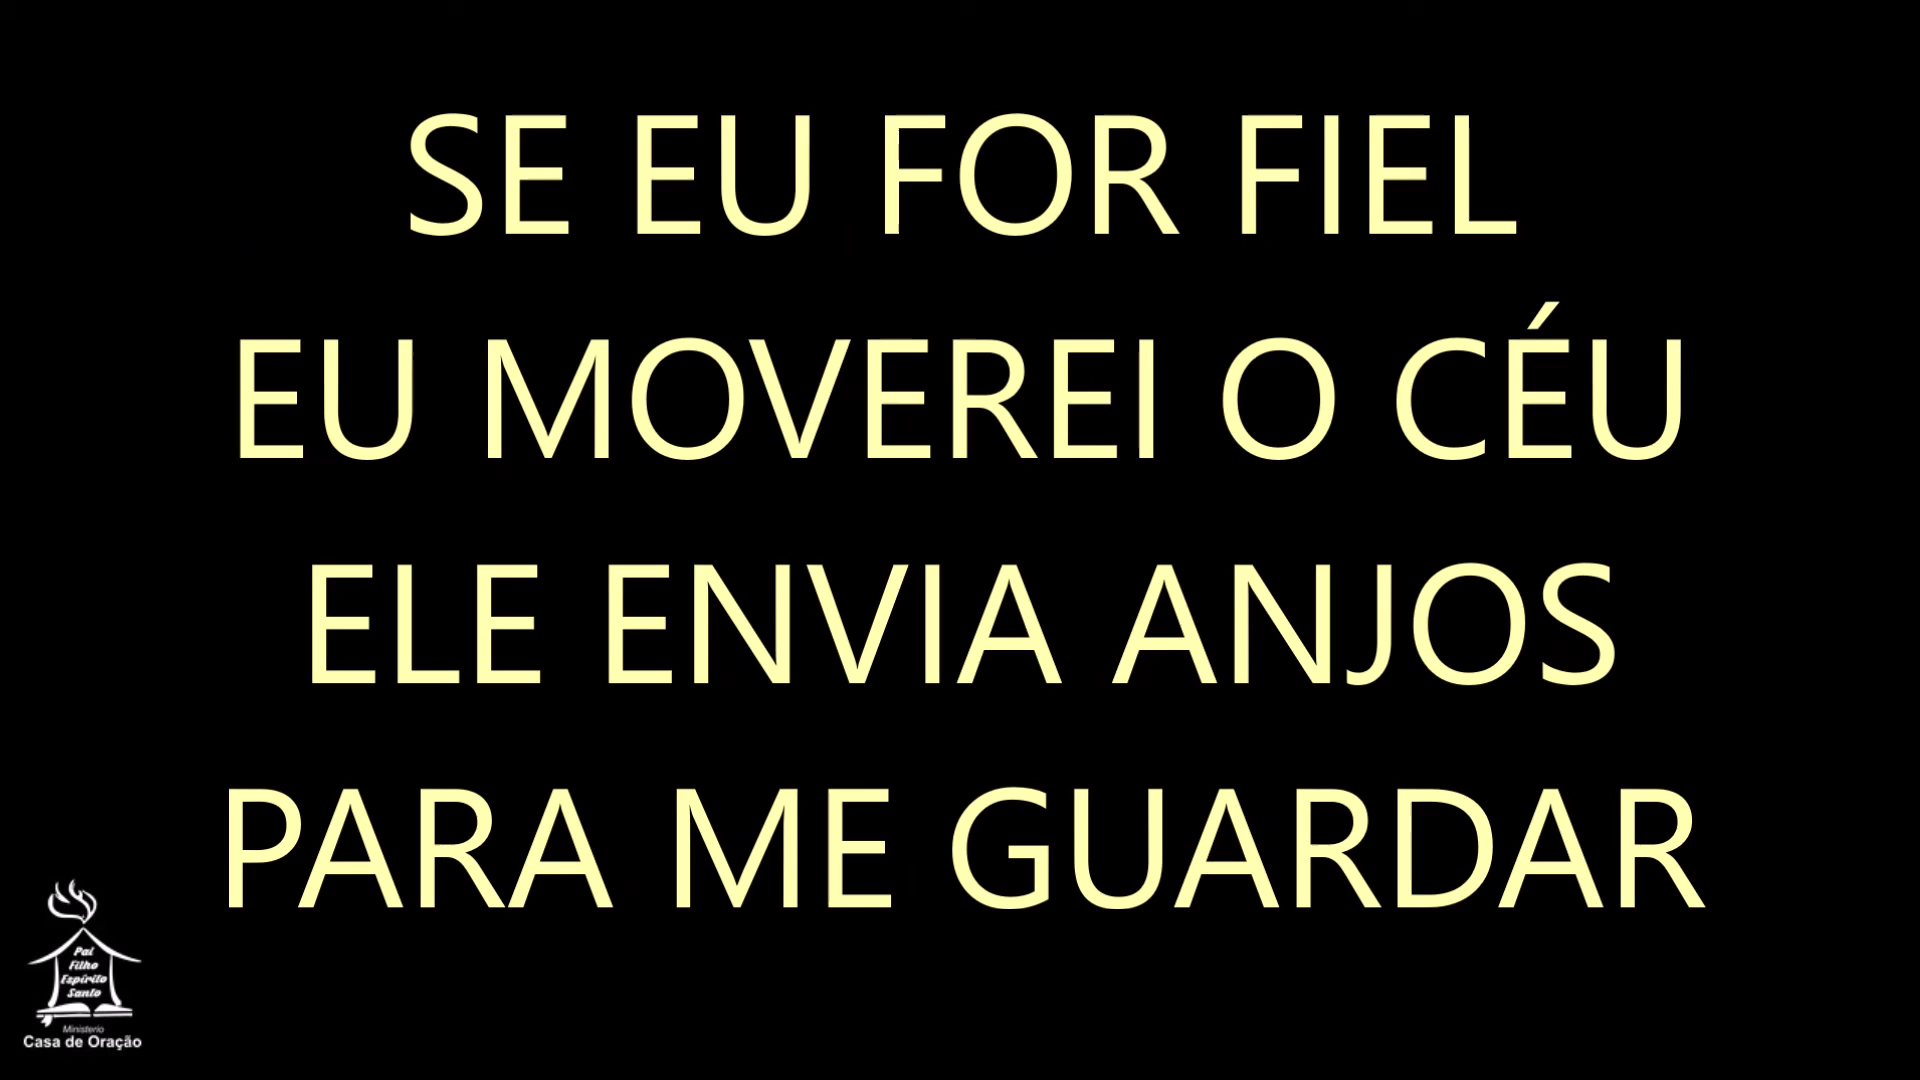 SE EU FOR FIEL
EU MOVEREI O CÉU
ELE ENVIA ANJOS
PARA ME GUARDAR
Pai
Filho
Espírito
Santo
Ministerio
Casa de Oração